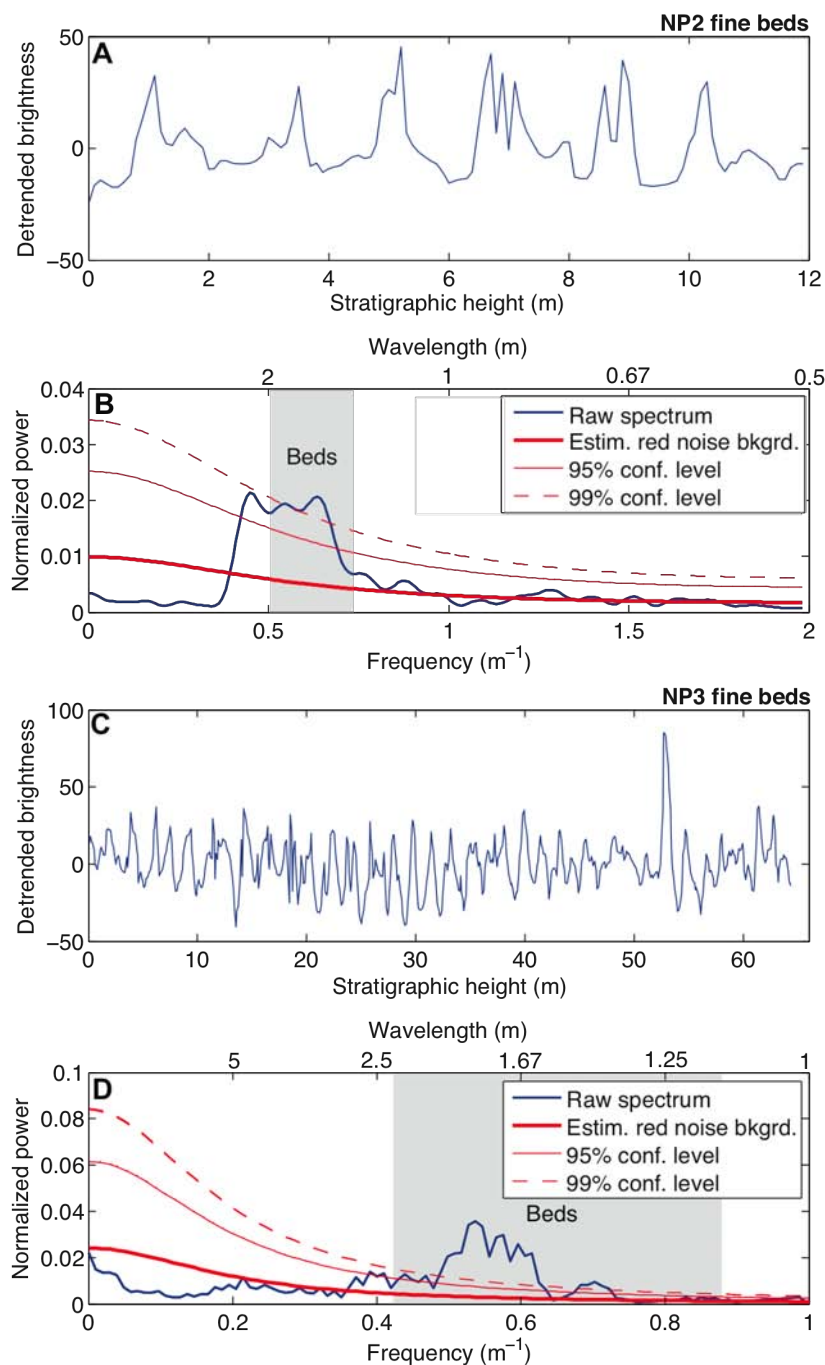 NP2 fine beds
A
50
0
−50
Detrended brightness
0 2 4 6 8 10 12
Stratigraphic height (m)
Wavelength (m)
2 1 0.67 0.5
B
0.04
0.03
0.02
0.01
0
Normalized power
Beds
Raw spectrum
Estim. red noise bkgrd.
95% conf. level
99% conf. level
0 0.5 1 1.5 2
Frequency (m⁻¹)
NP3 fine beds
C
100
50
0
−50
Detrended brightness
0 10 20 30 40 50 60
Stratigraphic height (m)
Wavelength (m)
5 2.5 1.67 1.25 1
D
0.1
0.08
0.06
0.04
0.02
0
Normalized power
Raw spectrum
Estim. red noise bkgrd.
95% conf. level
99% conf. level
Beds
0 0.2 0.4 0.6 0.8 1
Frequency (m⁻¹)